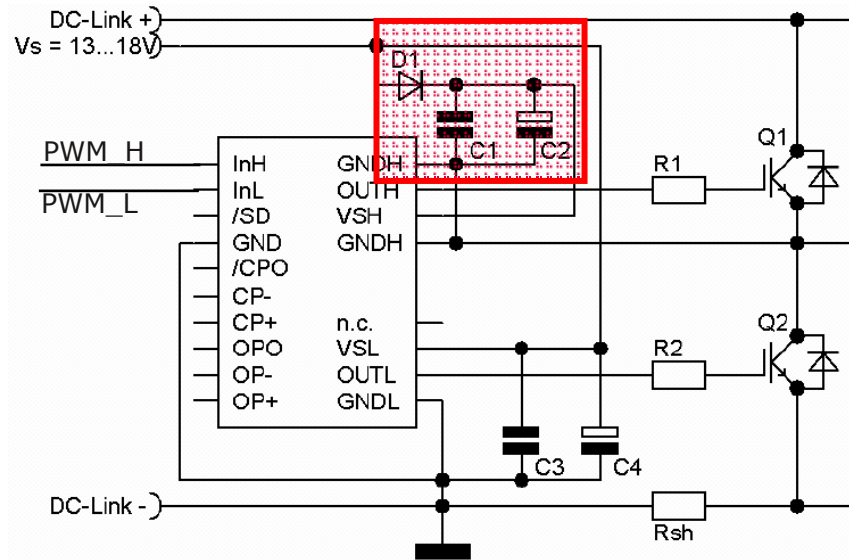 DC-Link +
Vs = 13...18V
D1
C1
C2
PWM_H
PWM_L
InH
InL
/SD
GND
/CPO
CP-
CP+
OPO
OP-
OP+
GNDH
OUTH
VSH
GNDH
n.c.
VSL
OUTL
GNDL
R1
Q1
R2
Q2
C3
C4
DC-Link -
Rsh